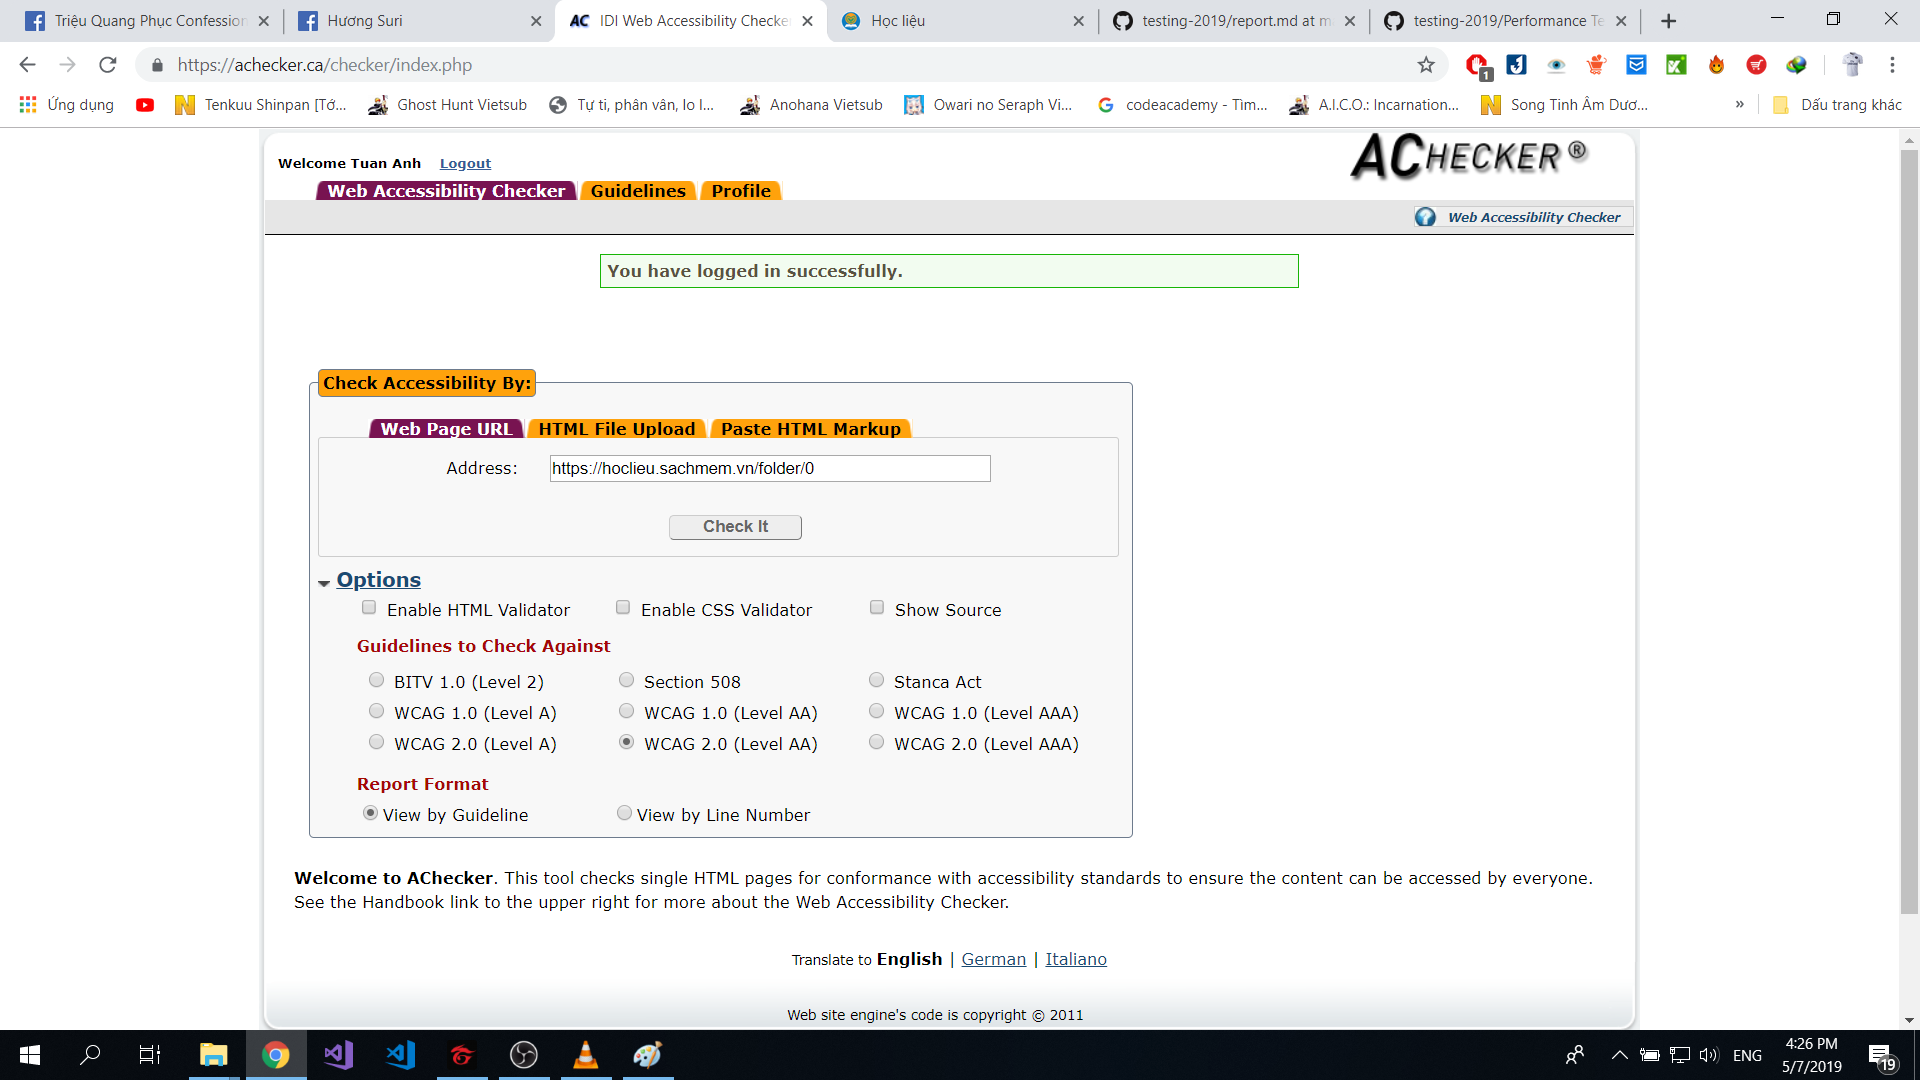 Triệu Quang Phục Confession
Hương Suri
IDI Web Accessibility Checke
Học liệu
testing-2019/report.md at m
testing-2019/Performance Te
https://achecker.ca/checker/index.php
1
Ứng dụng
Tenkuu Shinpan [Tớ...
Ghost Hunt Vietsub
Tự ti, phân vân, lo l...
Anohana Vietsub
Owari no Seraph Vi...
codeacademy - Tìm...
A.I.C.O.: Incarnation...
Song Tinh Âm Dươ...
»
Dấu trang khác
Welcome Tuan Anh
Logout
ACHECKER ®
Web Accessibility Checker
Guidelines
Profile
Web Accessibility Checker
You have logged in successfully.
Check Accessibility By:
Web Page URL
HTML File Upload
Paste HTML Markup
Address:
https://hoclieu.sachmem.vn/folder/0
Check It
Options
Enable HTML Validator
Enable CSS Validator
Show Source
Guidelines to Check Against
BITV 1.0 (Level 2)
Section 508
Stanca Act
WCAG 1.0 (Level A)
WCAG 1.0 (Level AA)
WCAG 1.0 (Level AAA)
WCAG 2.0 (Level A)
WCAG 2.0 (Level AA)
WCAG 2.0 (Level AAA)
Report Format
View by Guideline
View by Line Number
Welcome to AChecker. This tool checks single HTML pages for conformance with accessibility standards to ensure the content can be accessed by everyone.
See the Handbook link to the upper right for more about the Web Accessibility Checker.
Translate to English | German | Italiano
Web site engine's code is copyright © 2011
ENG
4:26 PM
5/7/2019
19